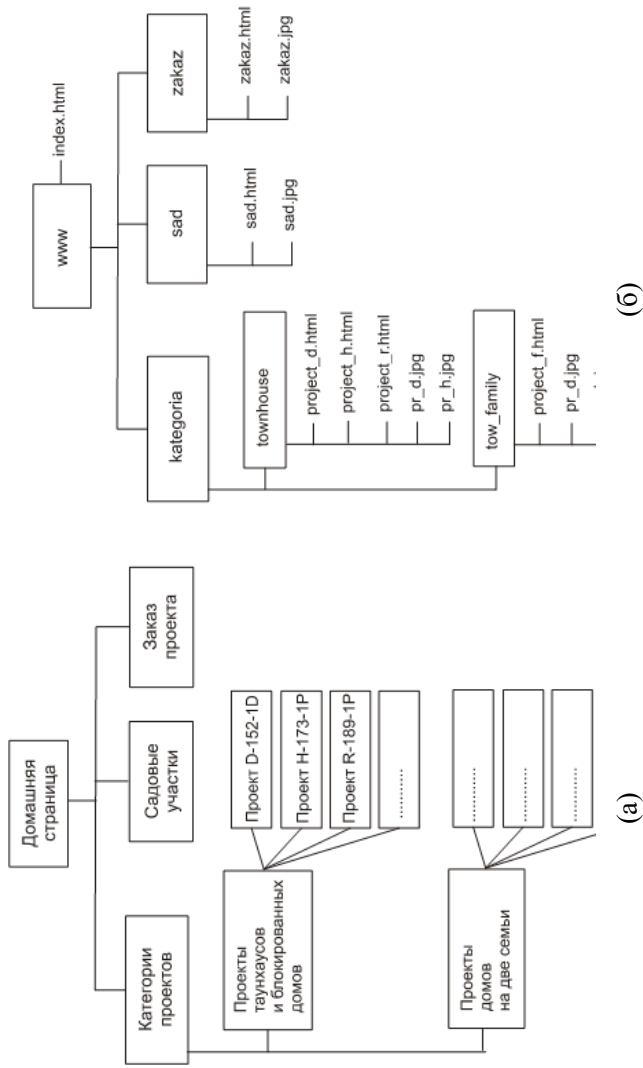 Домашняя
страница
Категории
проектов
Садовые
участки
Заказ
проекта
Проекты
таунхаусов
и блокированных
домов
Проект D-152-1D
Проект H-173-1P
Проект R-189-1P
............
Проекты
домов
на две семьи
............
............
............
(а)
www
index.html
kategoria
sad
zakaz
sad.html
sad.jpg
zakaz.html
zakaz.jpg
townhouse
project_d.html
project_h.html
project_r.html
pr_d.jpg
pr_h.jpg
tow_family
project_f.html
pr_d.jpg
(б)